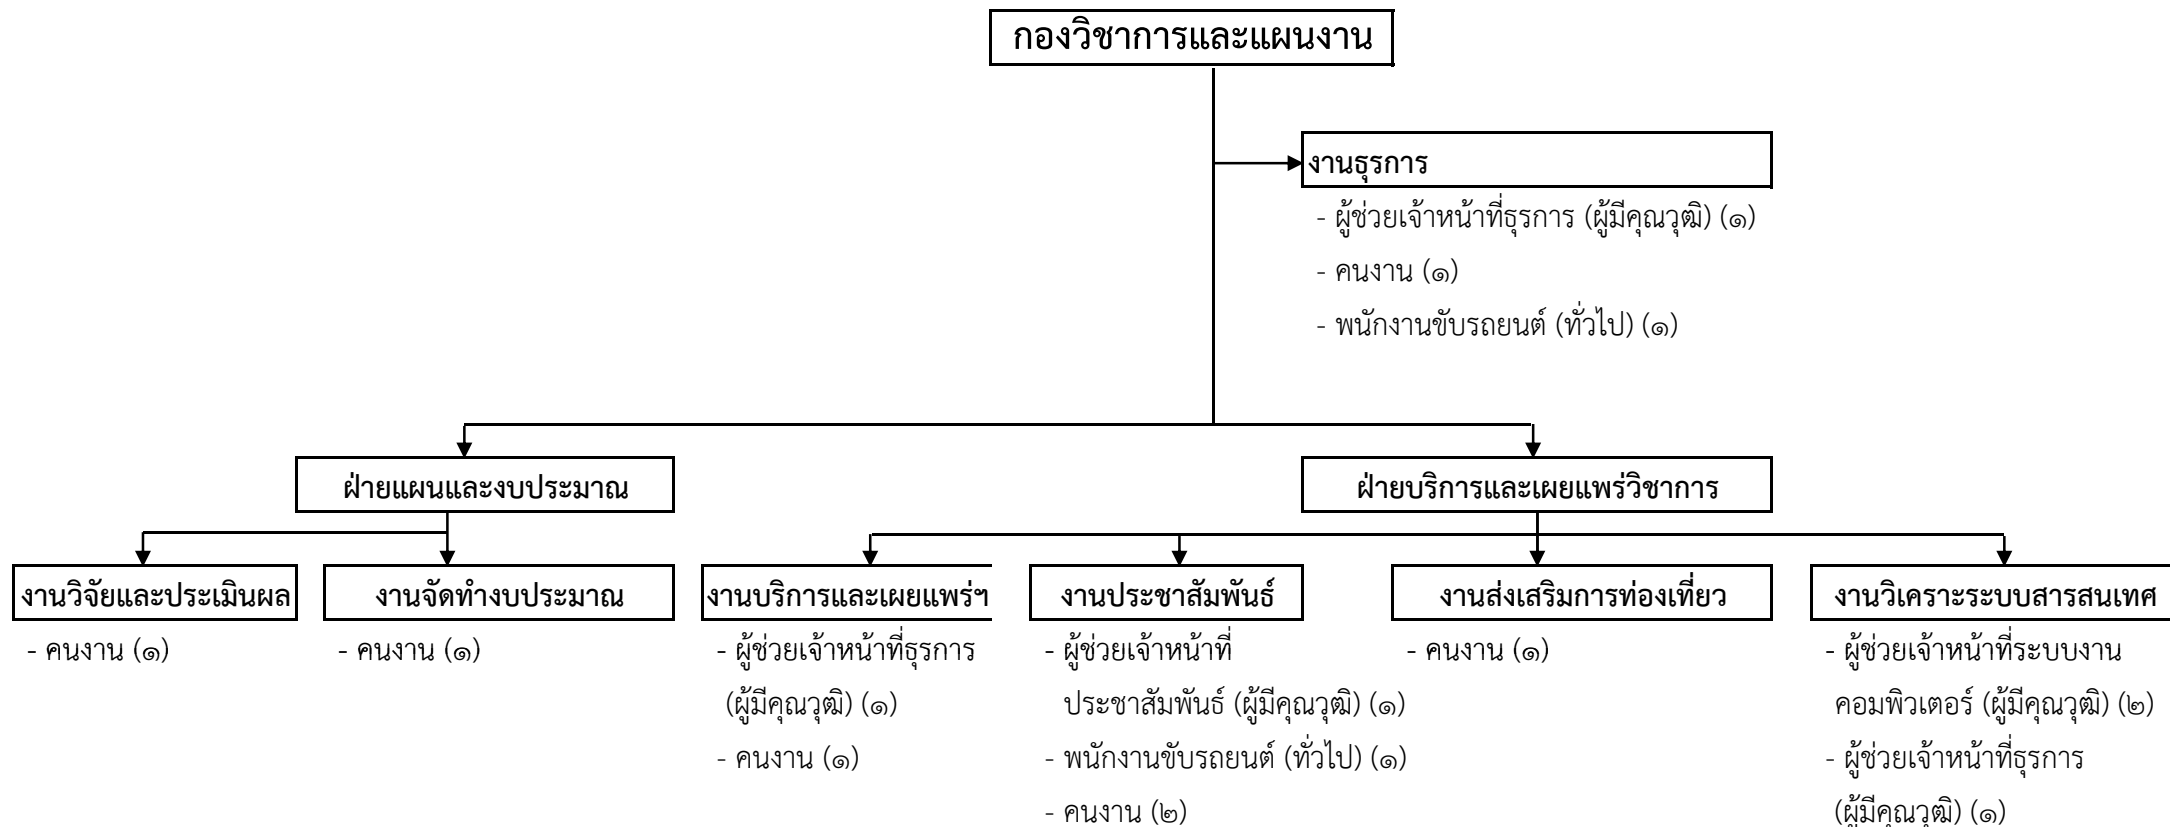 กองวิชาการและแผนงาน
งานธุรการ
- ผู้ช่วยเจ้าหน้าที่ธุรการ (ผู้มีคุณวุฒิ) (๑)
- คนงาน (๑)
- พนักงานขับรถยนต์ (ทั่วไป) (๑)
ฝ่ายแผนและงบประมาณ
ฝ่ายบริการและเผยแพร่วิชาการ
งานวิจัยและประเมินผล
- คนงาน (๑)
งานจัดทำงบประมาณ
- คนงาน (๑)
งานบริการและเผยแพร่ฯ
- ผู้ช่วยเจ้าหน้าที่ธุรการ
(ผู้มีคุณวุฒิ) (๑)
- คนงาน (๑)
งานประชาสัมพันธ์
- ผู้ช่วยเจ้าหน้าที่
ประชาสัมพันธ์ (ผู้มีคุณวุฒิ) (๑)
- พนักงานขับรถยนต์ (ทั่วไป) (๑)
- คนงาน (๒)
งานส่งเสริมการท่องเที่ยว
- คนงาน (๑)
งานวิเคราะระบบสารสนเทศ
- ผู้ช่วยเจ้าหน้าที่ระบบงาน
คอมพิวเตอร์ (ผู้มีคุณวุฒิ) (๒)
- ผู้ช่วยเจ้าหน้าที่ธุรการ
(ผู้มีคุณวุฒิ) (๑)